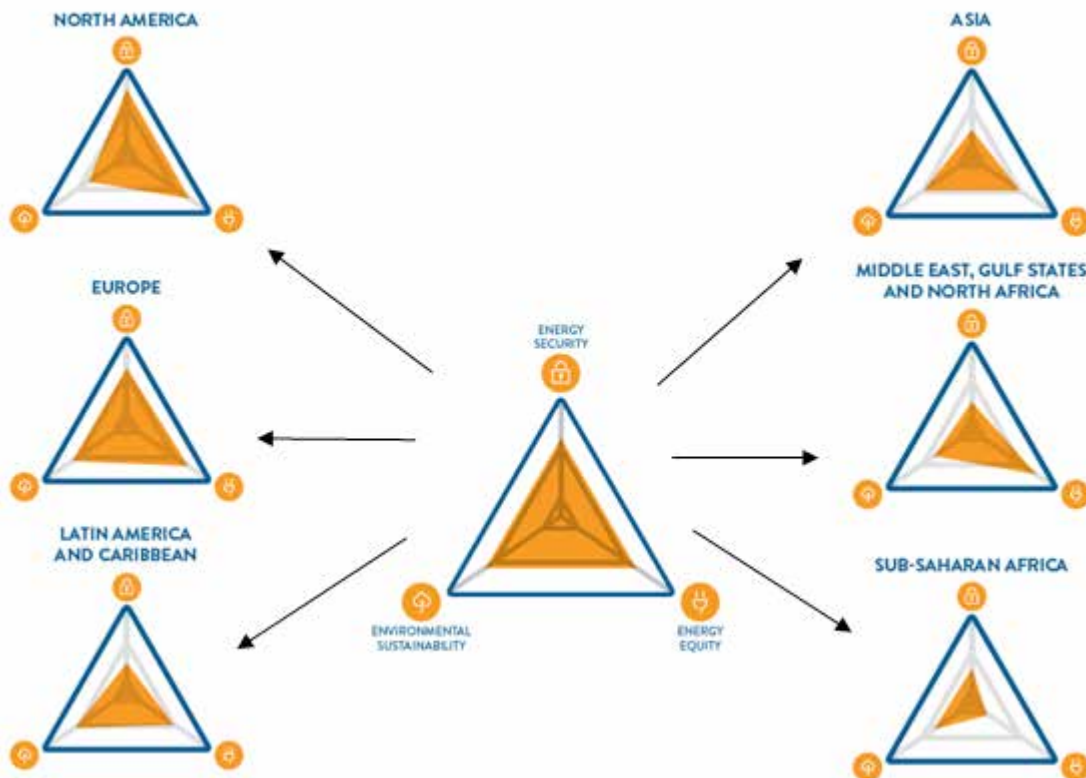 NORTH AMERICA
ASIA
EUROPE
MIDDLE EAST, GULF STATES
AND NORTH AFRICA
ENERGY
SECURITY
LATIN AMERICA
AND CARIBBEAN
SUB-SAHARAN AFRICA
ENVIRONMENTAL
SUSTAINABILITY
ENERGY
EQUITY